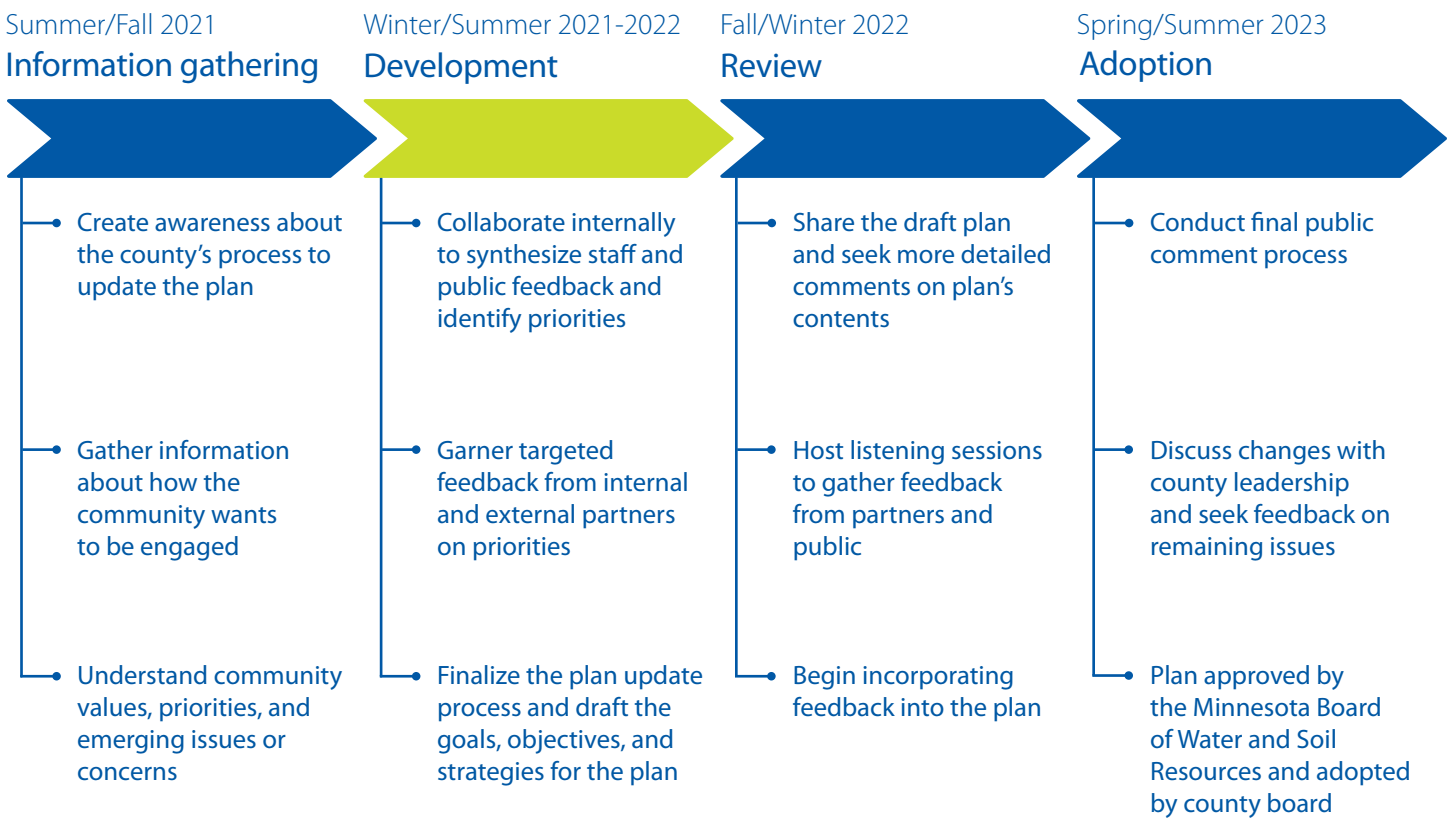 Summer/Fall 2021
Information gathering
Create awareness about
the county’s process to
update the plan
Gather information
about how the
community wants
to be engaged
Understand community
values, priorities, and
emerging issues or
concerns
Winter/Summer 2021-2022
Development
Collaborate internally
to synthesize staff and
public feedback and
identify priorities
Garner targeted
feedback from internal
and external partners
on priorities
Finalize the plan update
process and draft the
goals, objectives, and
strategies for the plan
Fall/Winter 2022
Review
Share the draft plan
and seek more detailed
comments on plan’s
contents
Host listening sessions
to gather feedback
from partners and
public
Begin incorporating
feedback into the plan
Spring/Summer 2023
Adoption
Conduct final public
comment process
Discuss changes with
county leadership
and seek feedback on
remaining issues
Plan approved by
the Minnesota Board
of Water and Soil
Resources and adopted
by county board